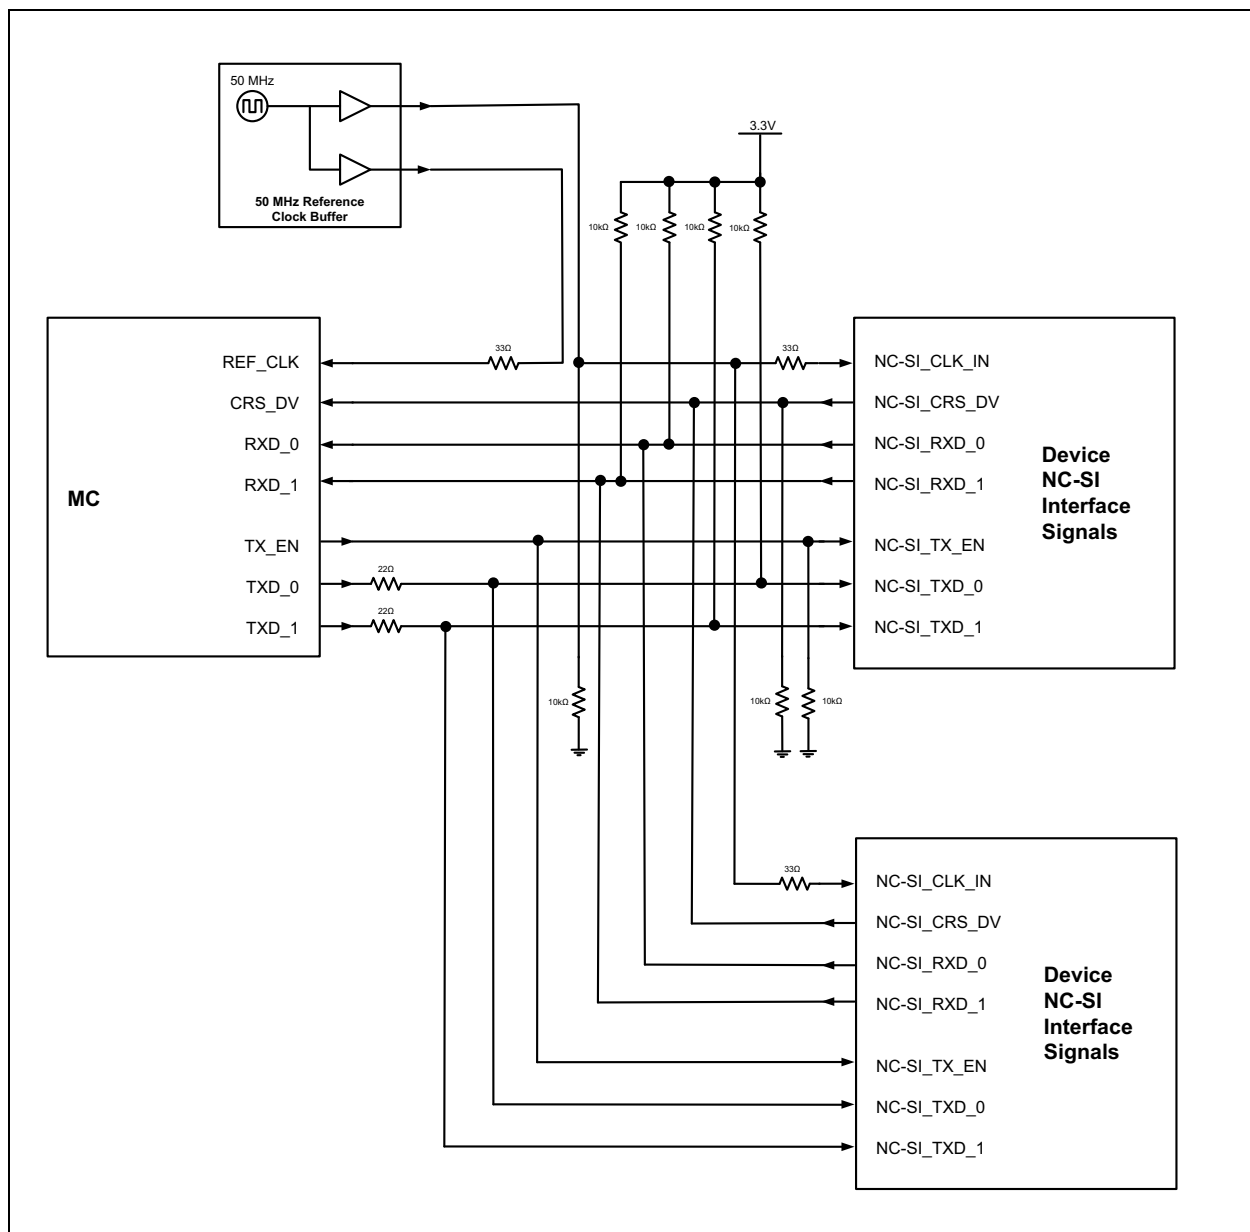 50 MHz
50 MHz Reference
Clock Buffer
3.3V
10kΩ
10kΩ
10kΩ
10kΩ
MC
REF_CLK
CRS_DV
RXD_0
RXD_1
TX_EN
TXD_0
TXD_1
33Ω
22Ω
22Ω
33Ω
NC-SI_CLK_IN
NC-SI_CRS_DV
NC-SI_RXD_0
NC-SI_RXD_1
NC-SI_TX_EN
NC-SI_TXD_0
NC-SI_TXD_1
Device
NC-SI
Interface
Signals
10kΩ
10kΩ
10kΩ
33Ω
NC-SI_CLK_IN
NC-SI_CRS_DV
NC-SI_RXD_0
NC-SI_RXD_1
NC-SI_TX_EN
NC-SI_TXD_0
NC-SI_TXD_1
Device
NC-SI
Interface
Signals